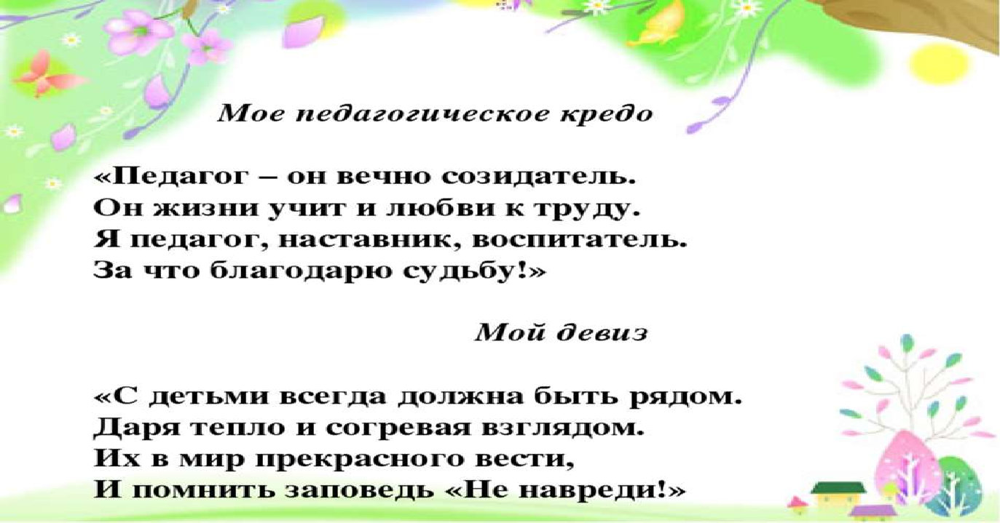 Мое педагогическое кредо
«Педагог – он вечно созидатель.
Он жизни учит и любви к труду.
Я педагог, наставник, воспитатель.
За что благодарю судьбу!»
Мой девиз
«С детьми всегда должна быть рядом.
Даря тепло и согревая взглядом.
Их в мир прекрасного вести,
И помнить заповедь «Не навреди!»